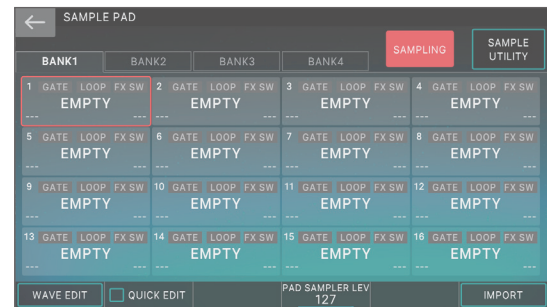 SAMPLE PAD
SAMPLING
SAMPLE
UTILITY
BANK1 BANK2 BANK3 BANK4
1 GATE LOOP FX SW 2 GATE LOOP FX SW 3 GATE LOOP FX SW 4 GATE LOOP FX SW
EMPTY EMPTY EMPTY EMPTY
--- --- --- --- --- --- --- ---
5 GATE LOOP FX SW 6 GATE LOOP FX SW 7 GATE LOOP FX SW 8 GATE LOOP FX SW
EMPTY EMPTY EMPTY EMPTY
--- --- --- --- --- --- --- ---
9 GATE LOOP FX SW 10 GATE LOOP FX SW 11 GATE LOOP FX SW 12 GATE LOOP FX SW
EMPTY EMPTY EMPTY EMPTY
--- --- --- --- --- --- --- ---
13 GATE LOOP FX SW 14 GATE LOOP FX SW 15 GATE LOOP FX SW 16 GATE LOOP FX SW
EMPTY EMPTY EMPTY EMPTY
--- --- --- --- --- --- --- ---
WAVE EDIT QUICK EDIT PAD SAMPLER LEV IMPORT
127